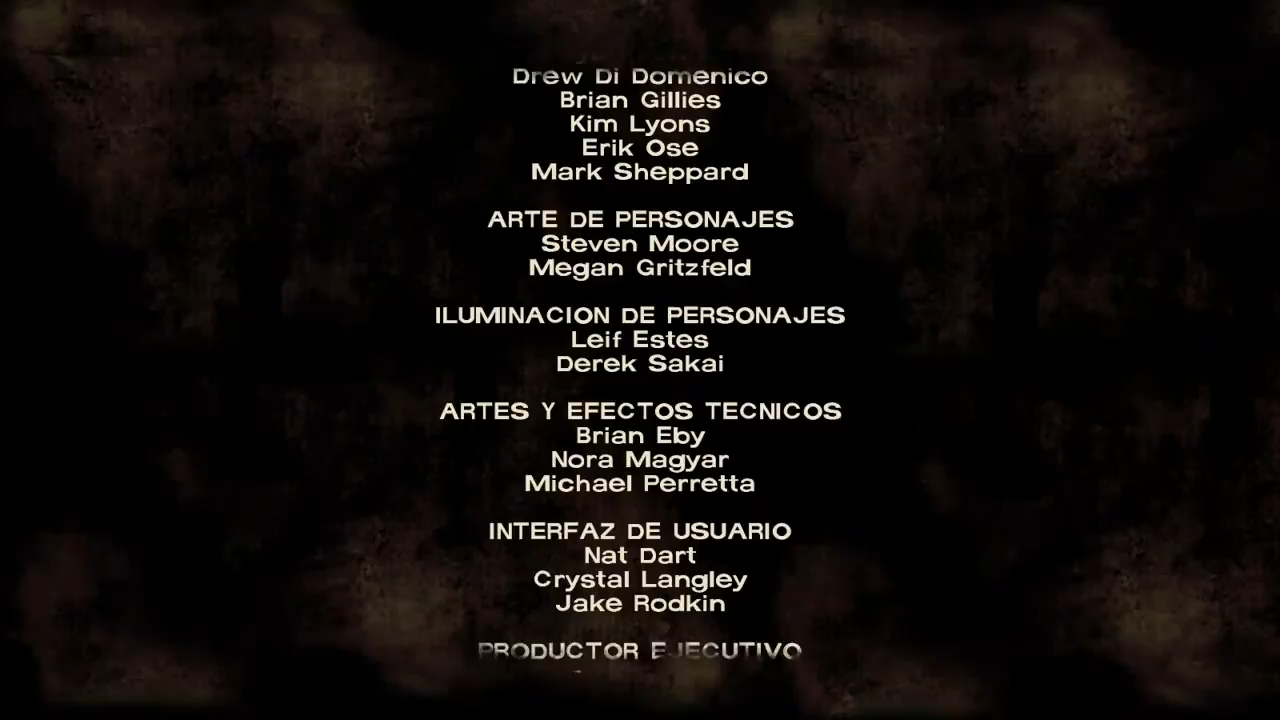 Drew Di Domenico
Brian Gillies
Kim Lyons
Erik Ose
Mark Sheppard
ARTE DE PERSONAJES
Steven Moore
Megan Gritzfeld
ILUMINACION DE PERSONAJES
Leif Estes
Derek Sakai
ARTES Y EFECTOS TECNICOS
Brian Eby
Nora Magyar
Michael Perretta
INTERFAZ DE USUARIO
Nat Dart
Crystal Langley
Jake Rodkin
PRODUCTOR EJECUTIVO